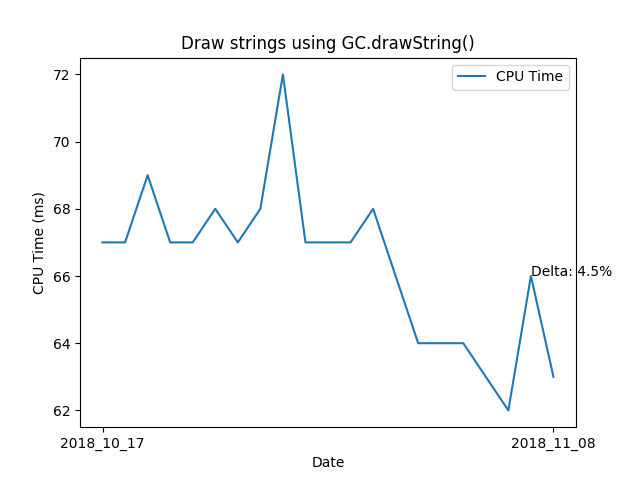 Draw strings using GC.drawString()
CPU Time
72
70
68
66
64
62
CPU Time (ms)
Delta: 4.5%
2018_10_17
2018_11_08
Date